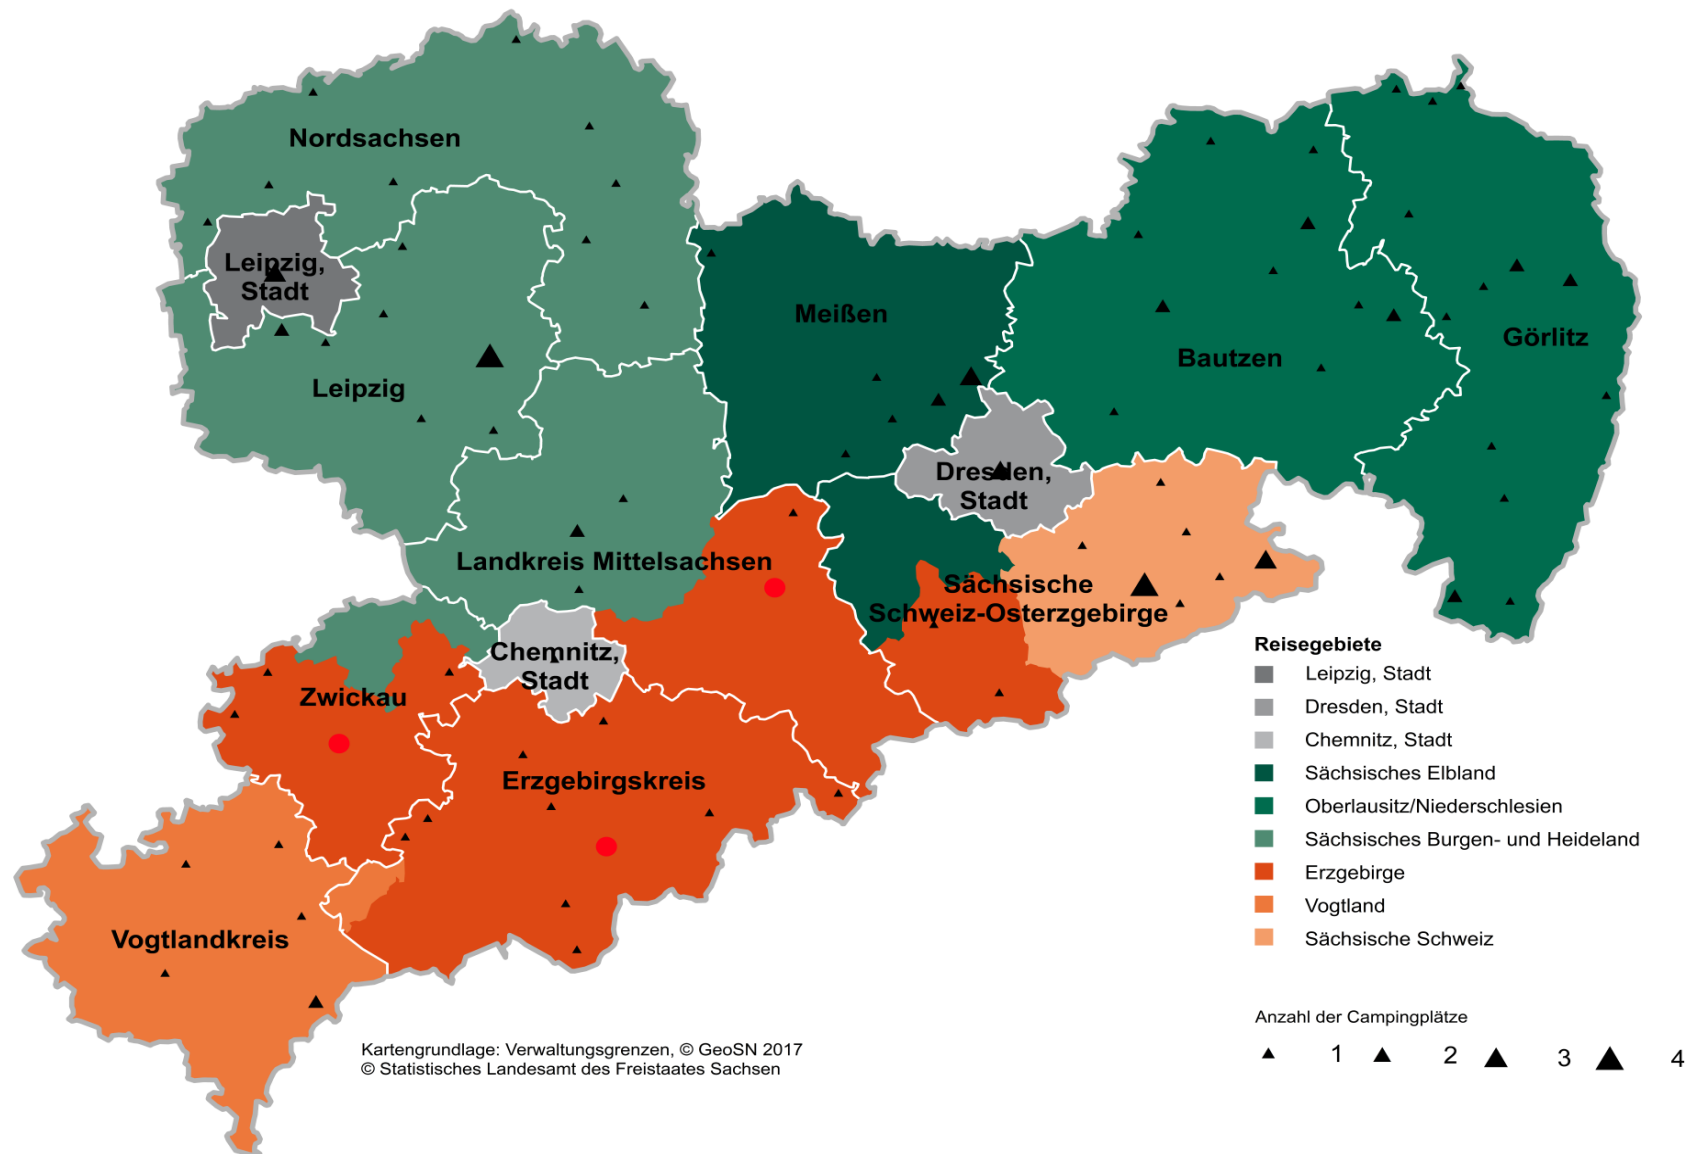 Nordsachsen
Leipzig,
Stadt
Meißen
Görlitz
Bautzen
Leipzig
Dresden,
Stadt
Landkreis Mittelsachsen
Sächsische
Schweiz-Osterzgebirge
Chemnitz,
Stadt
Zwickau
Erzgebirgskreis
Vogtlandkreis
Reisegebiete
Leipzig, Stadt
Dresden, Stadt
Chemnitz, Stadt
Sächsisches Elbland
Oberlausitz/Niederschlesien
Sächsisches Burgen- und Heideland
Erzgebirge
Vogtland
Sächsische Schweiz
Anzahl der Campingplätze
1 2 3 4
Kartengrundlage: Verwaltungsgrenzen, © GeoSN 2017
© Statistisches Landesamt des Freistaates Sachsen